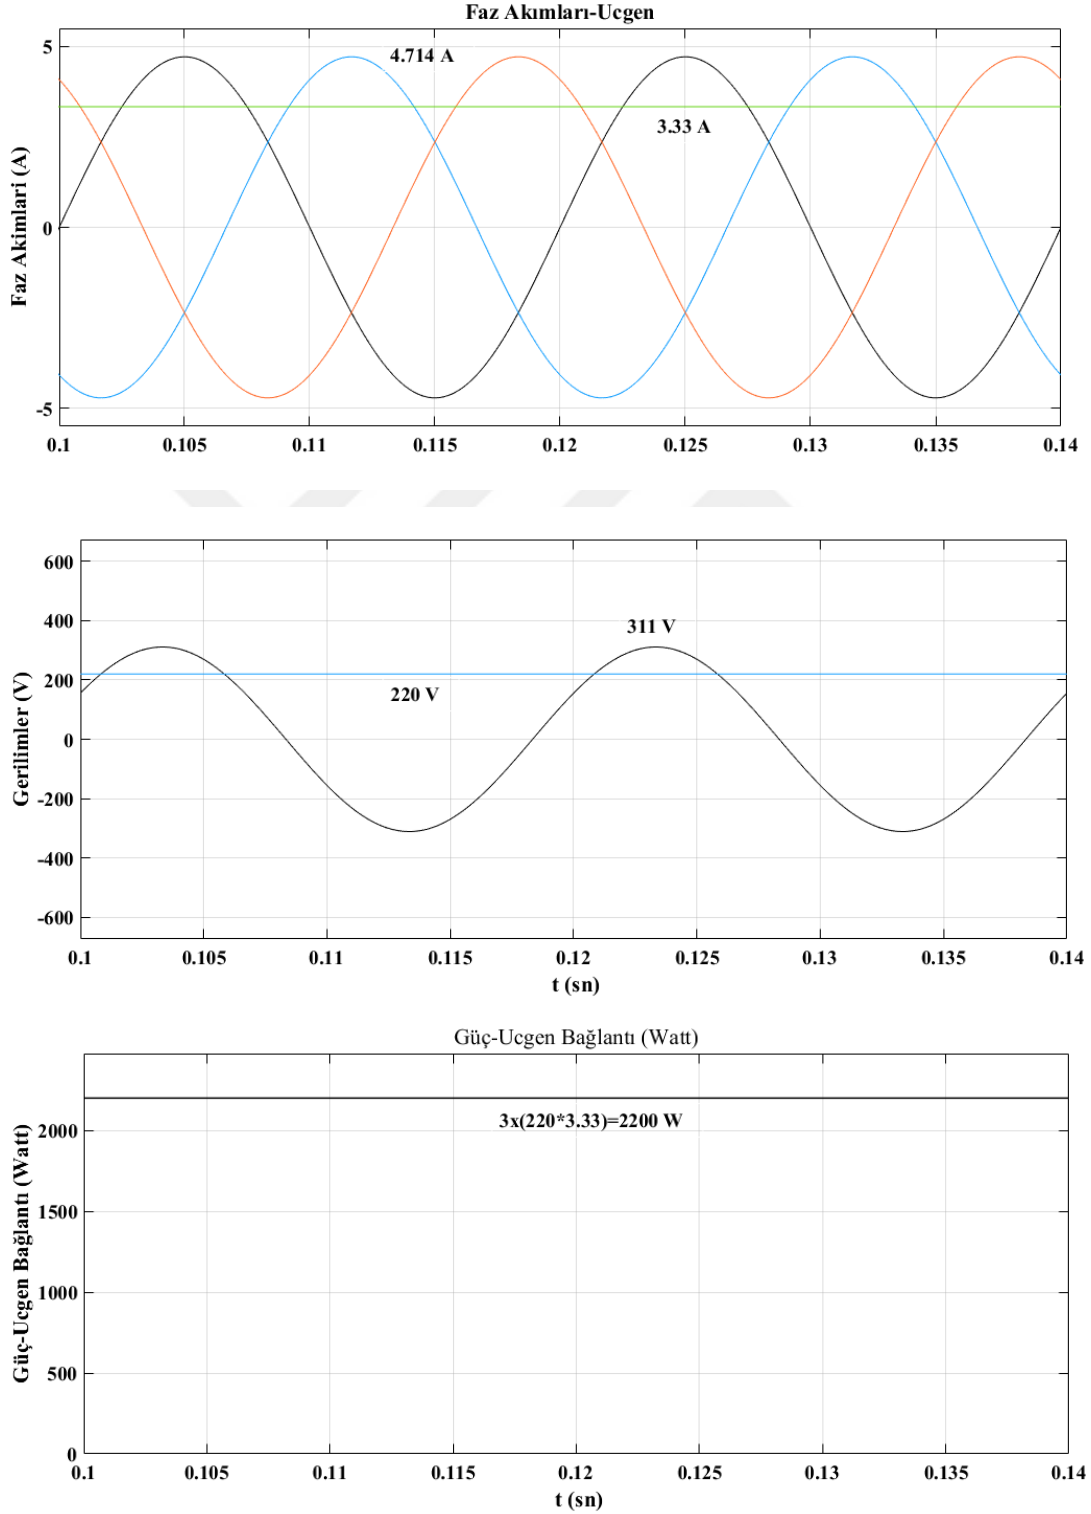 Faz Akımları-Ucgen
5
4.714 A
3.33 A
0
-5
Faz Akimlari (A)
0.1 0.105 0.11 0.115 0.12 0.125 0.13 0.135 0.14
600
400
311 V
200
220 V
0
-200
-400
-600
Gerilimler (V)
0.1 0.105 0.11 0.115 0.12 0.125 0.13 0.135 0.14
t (sn)
Güç-Ucgen Bağlantı (Watt)
3x(220*3.33)=2200 W
2000
1500
1000
500
0
Güç-Ucgen Bağlantı (Watt)
0.1 0.105 0.11 0.115 0.12 0.125 0.13 0.135 0.14
t (sn)